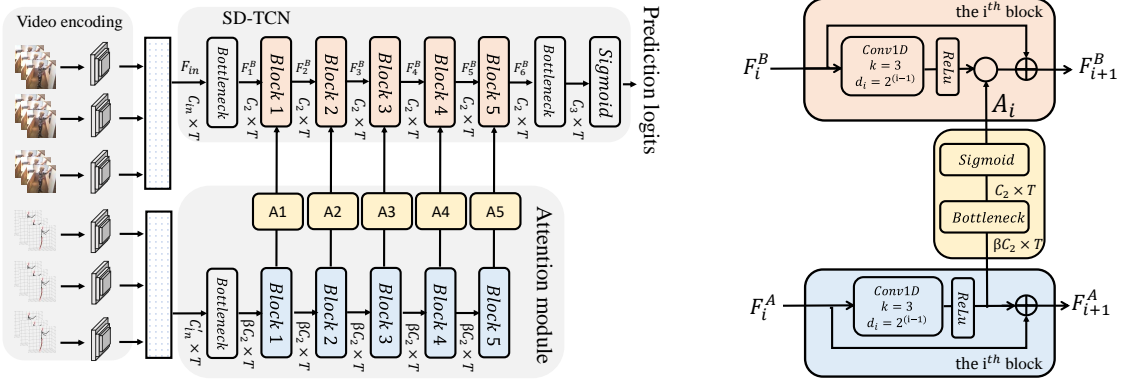 Video encoding
SD-TCN
F_in
C_in × T
Bottleneck
F_1^B
C_2 × T
Block 1
F_2^B
C_2 × T
Block 2
F_3^B
C_2 × T
Block 3
F_4^B
C_2 × T
Block 4
F_5^B
C_2 × T
Block 5
F_6^B
C_2 × T
Bottleneck
C_3 × T
Sigmoid
Prediction logits
A1
A2
A3
A4
A5
Attention module
C'_in × T
Bottleneck
βC_2 × T
Block 1
βC_2 × T
Block 2
βC_2 × T
Block 3
βC_2 × T
Block 4
βC_2 × T
Block 5
the i^th block
F_i^B
Conv1D
k = 3
d_i = 2^(i−1)
ReLu
F_{i+1}^B
A_i
Sigmoid
C_2 × T
Bottleneck
βC_2 × T
F_i^A
Conv1D
k = 3
d_i = 2^(i−1)
ReLu
F_{i+1}^A
the i^th block